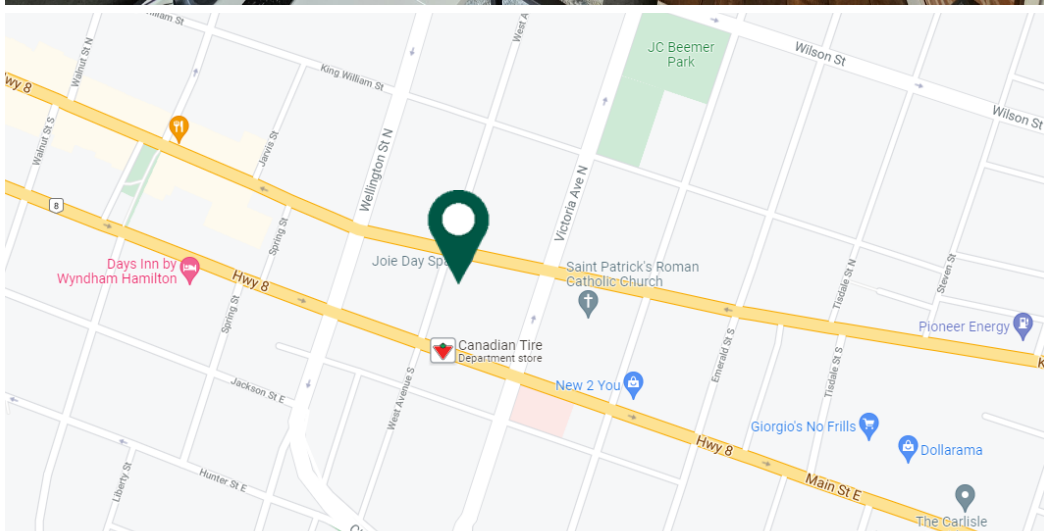 William St
West A
JC Beemer
Park
Wilson St
Walnut St N
King William St
Hwy 8
Wilson St
Jarvis St
Walnut St S
Wellington St N
Victoria Ave N
8
Spring St
Joie Day Spa
Days Inn by
Wyndham Hamilton
Hwy 8
Saint Patrick's Roman
Catholic Church
Tisdale St N
Steven St
Spring St
Pioneer Energy
Canadian Tire
Department store
Emerald St S
K
Tisdale St S
New 2 You
Jackson St E
West Avenue S
Giorgio's No Frills
Hwy 8
Dollarama
Liberty St
Hunter St E
Main St E
The Carlisle